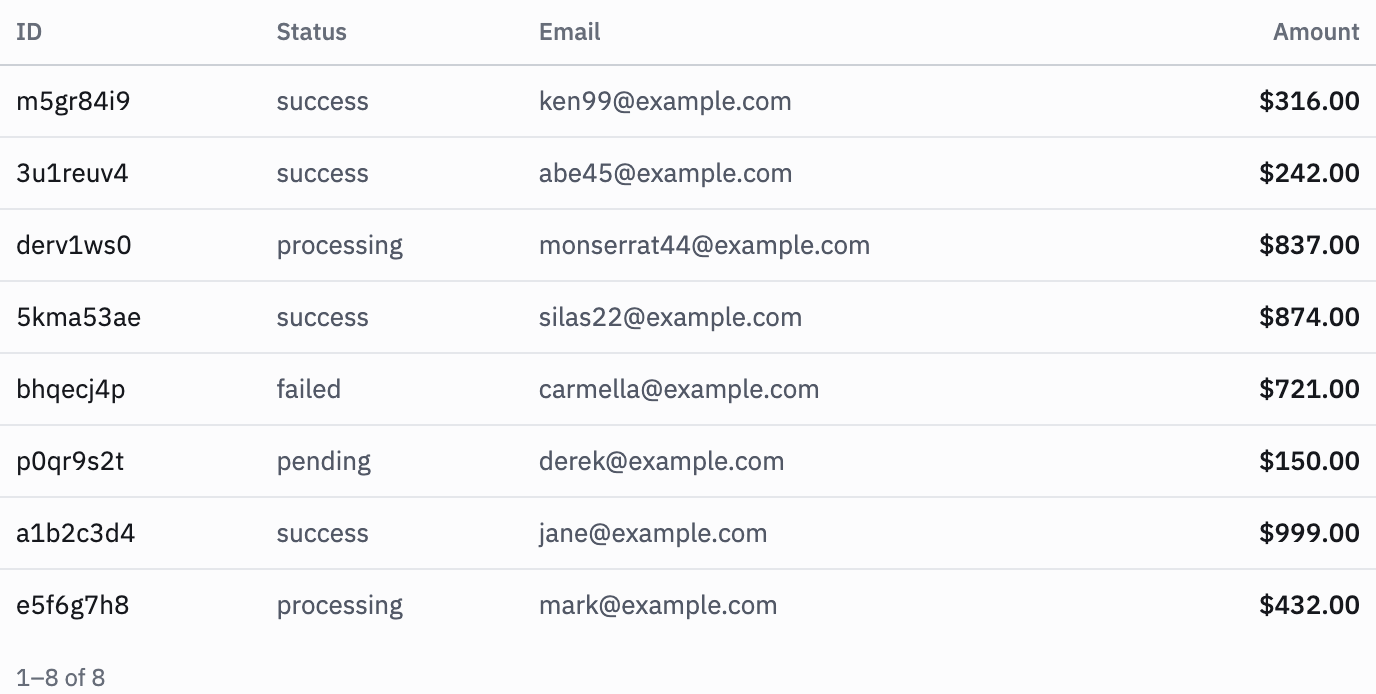 ID Status Email Amount
m5gr84i9 success ken99@example.com $316.00
3u1reuv4 success abe45@example.com $242.00
derv1ws0 processing monserrat44@example.com $837.00
5kma53ae success silas22@example.com $874.00
bhqecj4p failed carmella@example.com $721.00
p0qr9s2t pending derek@example.com $150.00
a1b2c3d4 success jane@example.com $999.00
e5f6g7h8 processing mark@example.com $432.00
1–8 of 8